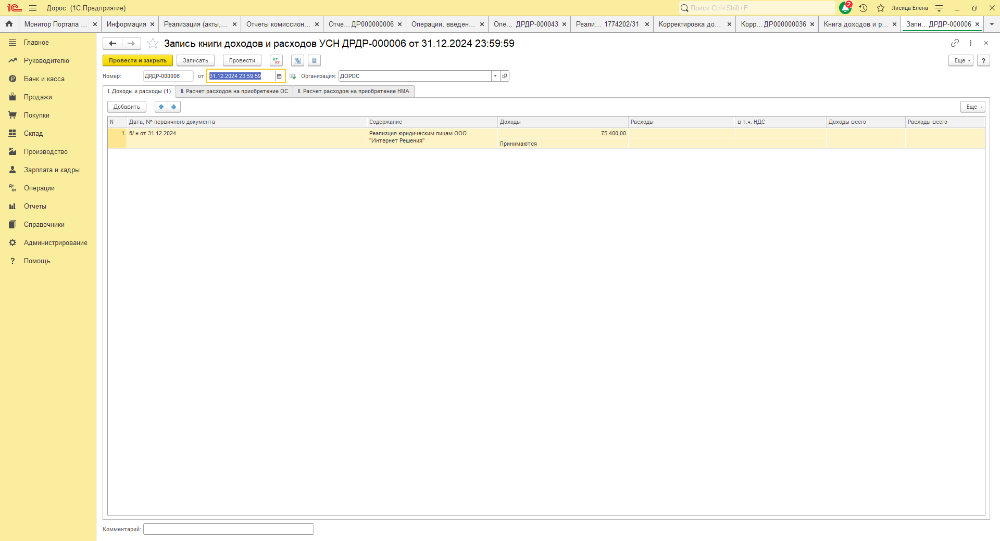 Дорос (1С:Предприятие)
Поиск Ctrl+Shift+F
2
Лисица Елена
Монитор Портала ...
Информация
Реализация (акты,...
Отчеты комиссион...
Отче... ДР000000006
Операции, введен...
Опе... ДРДР-000043
Реали... 1774202/31
Корректировка до...
Корр... ДР000000036
Книга доходов и р...
Запи... ДРДР-000006
Главное
Руководителю
Банк и касса
Продажи
Покупки
Склад
Производство
Зарплата и кадры
Операции
Отчеты
Справочники
Администрирование
? Помощь
Запись книги доходов и расходов УСН ДРДР-000006 от 31.12.2024 23:59:59
Провести и закрыть
Записать
Провести
Дт Кт
Еще
?
Номер: ДРДР-000006 от: 31.12.2024 23:59:59 Организация: ДОРОС
I. Доходы и расходы (1)
II. Расчет расходов на приобретение ОС
II. Расчет расходов на приобретение НМА
Добавить
Еще
N Дата, № первичного документа Содержание Доходы Расходы в т.ч. НДС Доходы всего Расходы всего
1 б/ н от 31.12.2024 Реализция юридическим лицам ООО 75 400,00
"Интернет Решения" Принимаются
Комментарий: